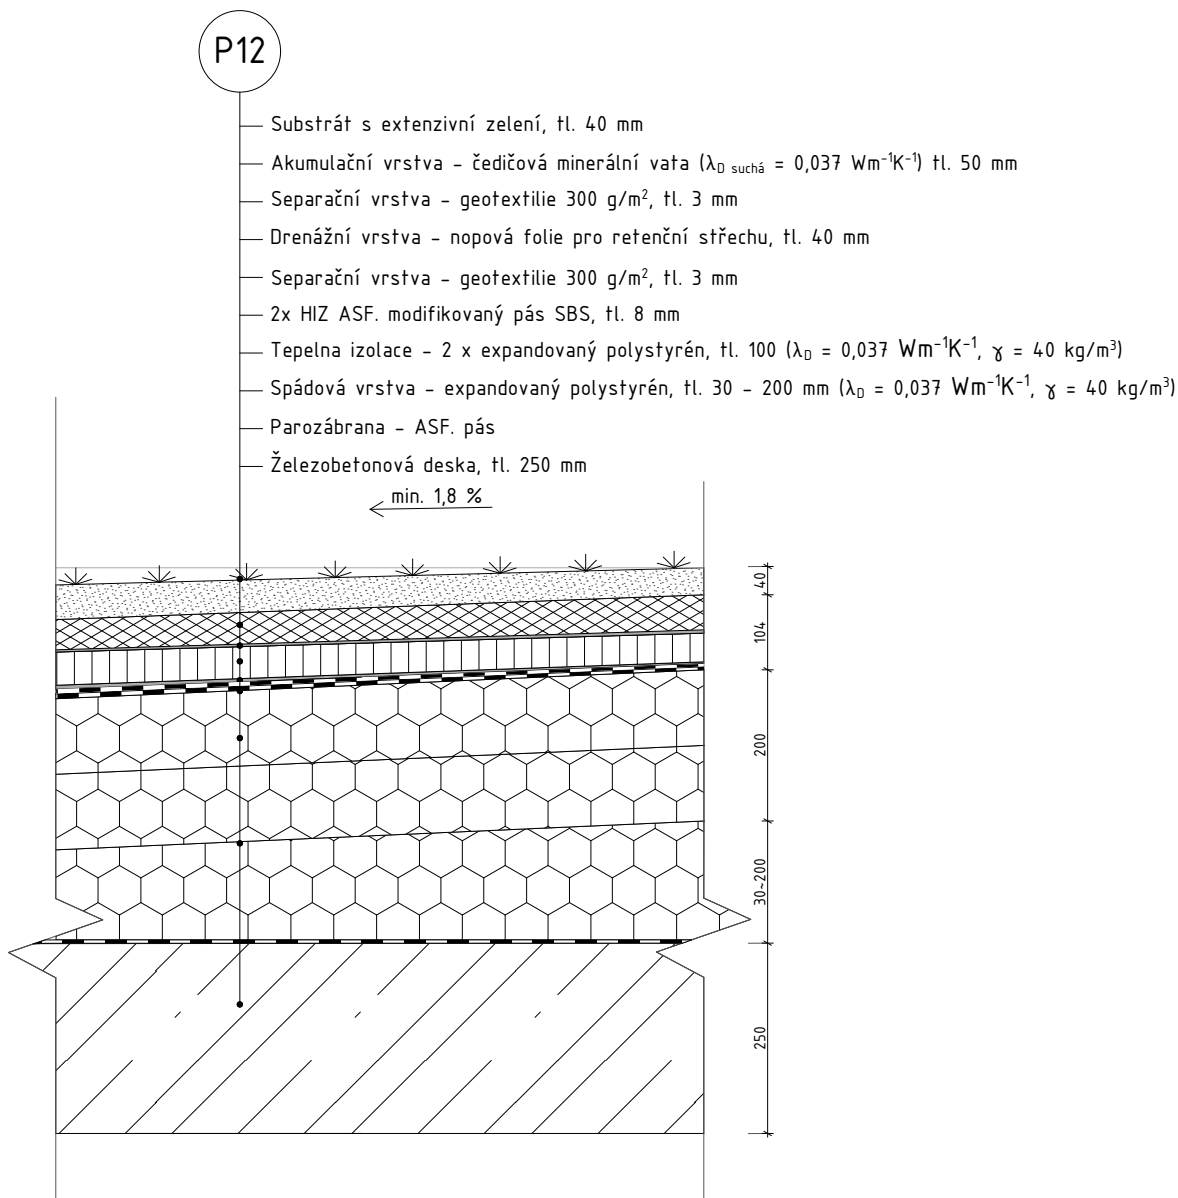 P12
Substrát s extenzivní zelení, tl. 40 mm
Akumulační vrstva - čedičová minerální vata (λD suchá = 0,037 Wm⁻¹K⁻¹) tl. 50 mm
Separační vrstva - geotextilie 300 g/m², tl. 3 mm
Drenážní vrstva - nopová folie pro retenční střechu, tl. 40 mm
Separační vrstva - geotextilie 300 g/m², tl. 3 mm
2x HIZ ASF. modifikovaný pás SBS, tl. 8 mm
Tepelna izolace - 2 x expandovaný polystyrén, tl. 100 (λD = 0,037 Wm⁻¹K⁻¹, γ = 40 kg/m³)
Spádová vrstva - expandovaný polystyrén, tl. 30 - 200 mm (λD = 0,037 Wm⁻¹K⁻¹, γ = 40 kg/m³)
Parozábrana - ASF. pás
Železobetonová deska, tl. 250 mm
min. 1,8 %
40
104
200
30~200
250